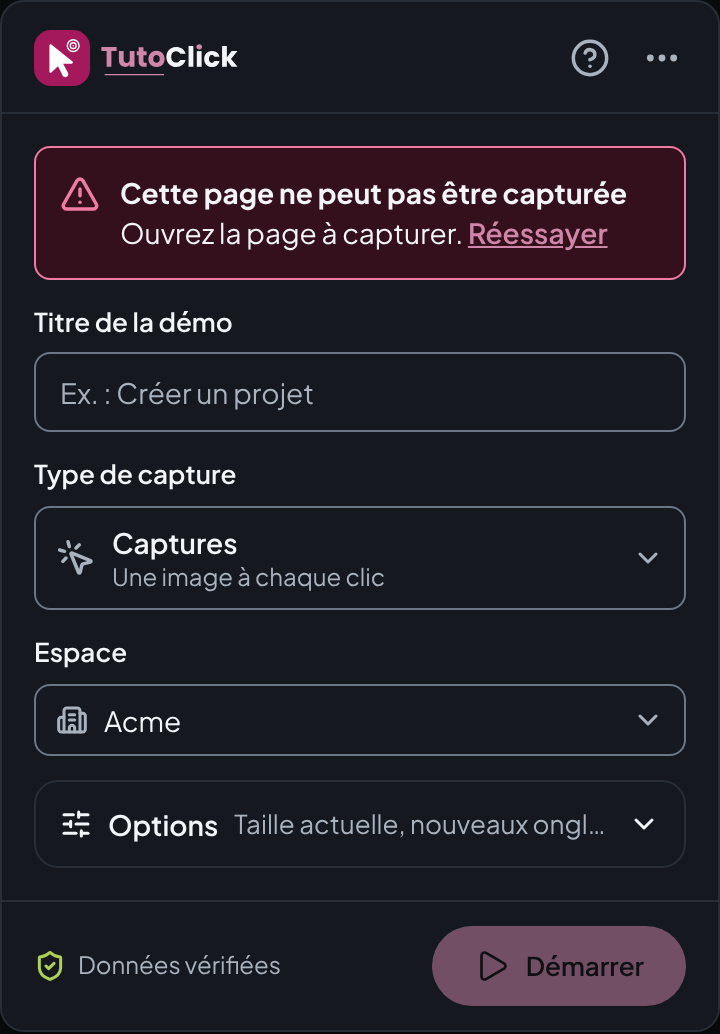 TutoClick
Cette page ne peut pas être capturée
Ouvrez la page à capturer. Réessayer
Titre de la démo
Ex. : Créer un projet
Type de capture
Captures
Une image à chaque clic
Espace
Acme
Options Taille actuelle, nouveaux ongl...
Données vérifiées
Démarrer